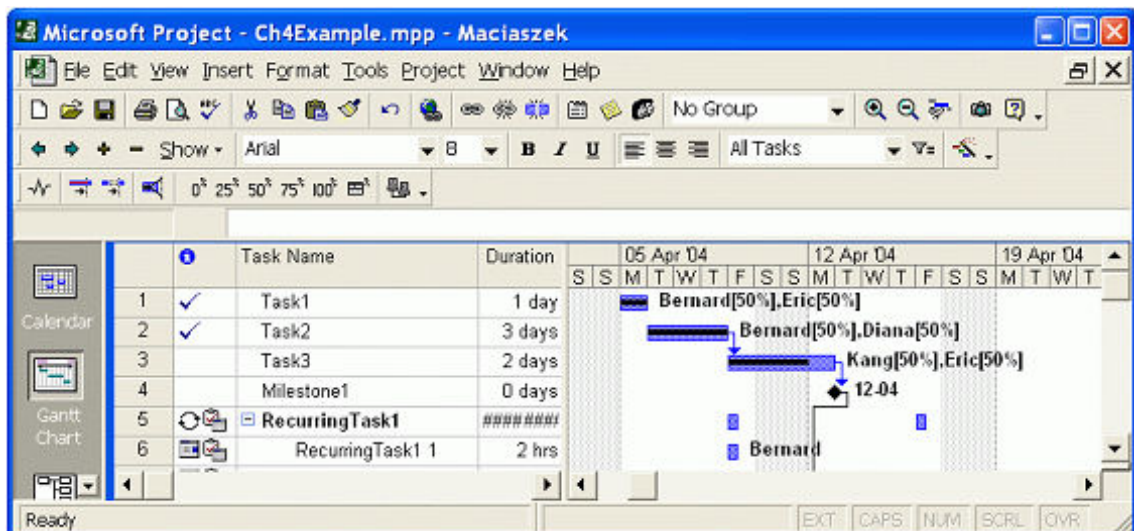 Microsoft Project - Ch4Example.mpp - Maciaszek
File Edit View Insert Format Tools Project Window Help
No Group
Show Arial 8 B I U All Tasks
0% 25% 50% 75% 100%
Task Name Duration 05 Apr '04 12 Apr '04 19 Apr '04
S S M T W T F S S M T W T F S S M T W T
Calendar
1 Task1 1 day Bernard[50%],Eric[50%]
2 Task2 3 days Bernard[50%],Diana[50%]
3 Task3 2 days Kang[50%],Eric[50%]
4 Milestone1 0 days 12-04
Gantt Chart
5 RecurringTask1 ########
6 RecurringTask1 1 2 hrs Bernard
Ready EXT CAPS NUM SCRL OVR